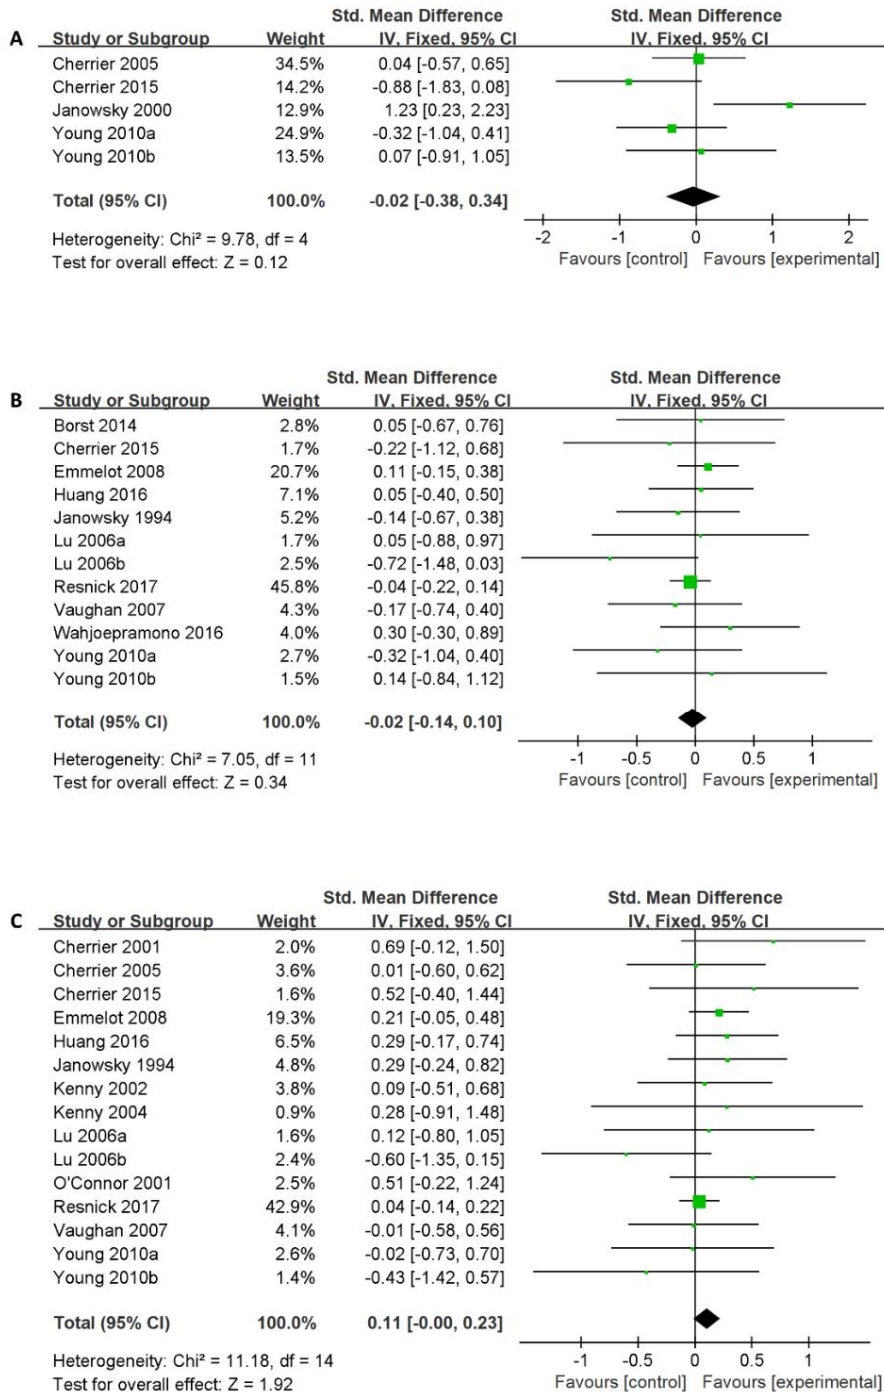 Std. Mean Difference Std. Mean Difference
A Study or Subgroup Weight IV, Fixed, 95% CI IV, Fixed, 95% CI
Cherrier 2005 34.5% 0.04 [-0.57, 0.65]
Cherrier 2015 14.2% -0.88 [-1.83, 0.08]
Janowsky 2000 12.9% 1.23 [0.23, 2.23]
Young 2010a 24.9% -0.32 [-1.04, 0.41]
Young 2010b 13.5% 0.07 [-0.91, 1.05]
Total (95% CI) 100.0% -0.02 [-0.38, 0.34]
Heterogeneity: Chi² = 9.78, df = 4
-2 -1 0 1 2
Test for overall effect: Z = 0.12
Favours [control] Favours [experimental]
Std. Mean Difference Std. Mean Difference
B Study or Subgroup Weight IV, Fixed, 95% CI IV, Fixed, 95% CI
Borst 2014 2.8% 0.05 [-0.67, 0.76]
Cherrier 2015 1.7% -0.22 [-1.12, 0.68]
Emmelot 2008 20.7% 0.11 [-0.15, 0.38]
Huang 2016 7.1% 0.05 [-0.40, 0.50]
Janowsky 1994 5.2% -0.14 [-0.67, 0.38]
Lu 2006a 1.7% 0.05 [-0.88, 0.97]
Lu 2006b 2.5% -0.72 [-1.48, 0.03]
Resnick 2017 45.8% -0.04 [-0.22, 0.14]
Vaughan 2007 4.3% -0.17 [-0.74, 0.40]
Wahjoepramono 2016 4.0% 0.30 [-0.30, 0.89]
Young 2010a 2.7% -0.32 [-1.04, 0.40]
Young 2010b 1.5% 0.14 [-0.84, 1.12]
Total (95% CI) 100.0% -0.02 [-0.14, 0.10]
Heterogeneity: Chi² = 7.05, df = 11
-1 -0.5 0 0.5 1
Test for overall effect: Z = 0.34
Favours [control] Favours [experimental]
Std. Mean Difference Std. Mean Difference
C Study or Subgroup Weight IV, Fixed, 95% CI IV, Fixed, 95% CI
Cherrier 2001 2.0% 0.69 [-0.12, 1.50]
Cherrier 2005 3.6% 0.01 [-0.60, 0.62]
Cherrier 2015 1.6% 0.52 [-0.40, 1.44]
Emmelot 2008 19.3% 0.21 [-0.05, 0.48]
Huang 2016 6.5% 0.29 [-0.17, 0.74]
Janowsky 1994 4.8% 0.29 [-0.24, 0.82]
Kenny 2002 3.8% 0.09 [-0.51, 0.68]
Kenny 2004 0.9% 0.28 [-0.91, 1.48]
Lu 2006a 1.6% 0.12 [-0.80, 1.05]
Lu 2006b 2.4% -0.60 [-1.35, 0.15]
O'Connor 2001 2.5% 0.51 [-0.22, 1.24]
Resnick 2017 42.9% 0.04 [-0.14, 0.22]
Vaughan 2007 4.1% -0.01 [-0.58, 0.56]
Young 2010a 2.6% -0.02 [-0.73, 0.70]
Young 2010b 1.4% -0.43 [-1.42, 0.57]
Total (95% CI) 100.0% 0.11 [-0.00, 0.23]
Heterogeneity: Chi² = 11.18, df = 14
-1 -0.5 0 0.5 1
Test for overall effect: Z = 1.92
Favours [control] Favours [experimental]